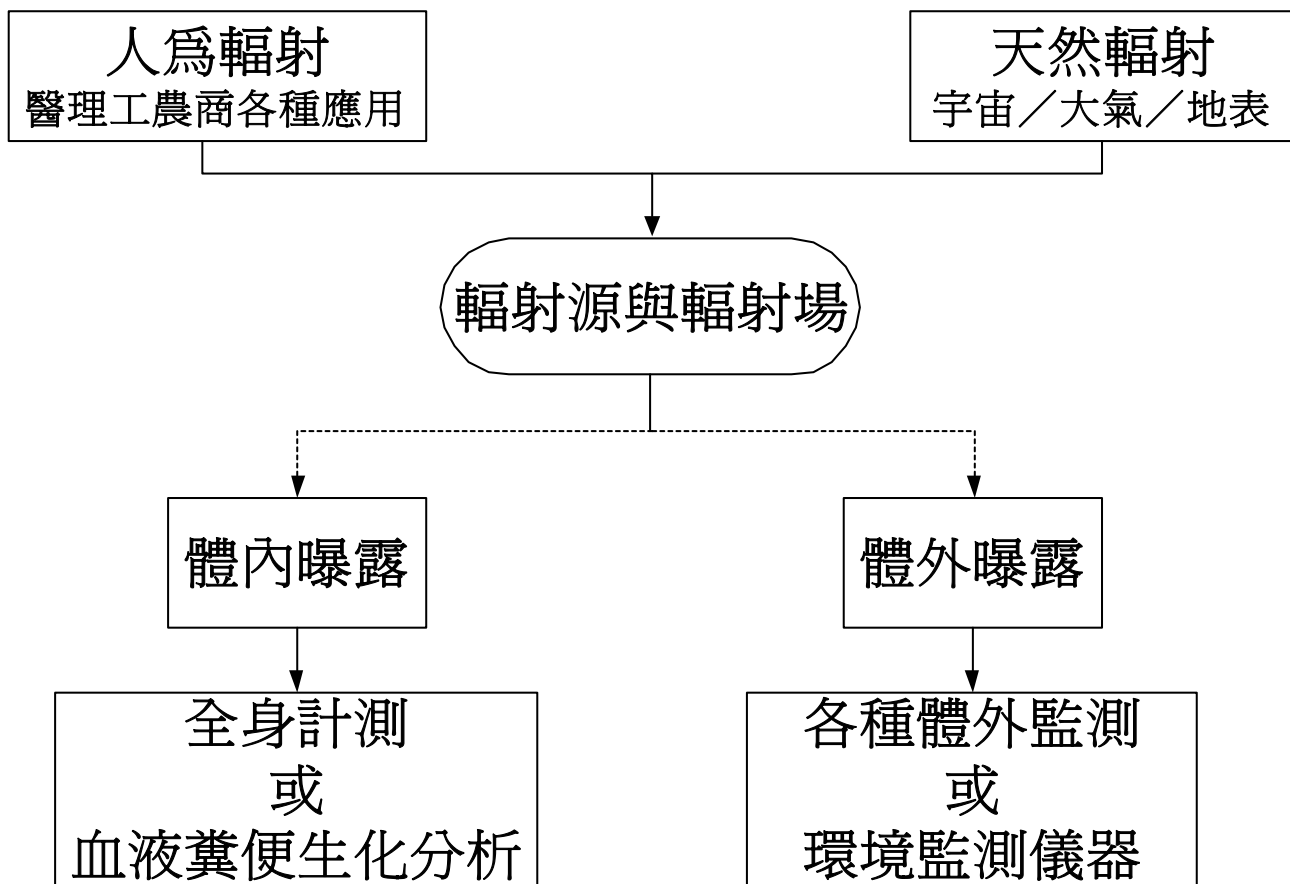 人爲輻射
醫理工農商各種應用
天然輻射
宇宙／大氣／地表
輻射源與輻射場
體內曝露
體外曝露
全身計測
或
血液糞便生化分析
各種體外監測
或
環境監測儀器